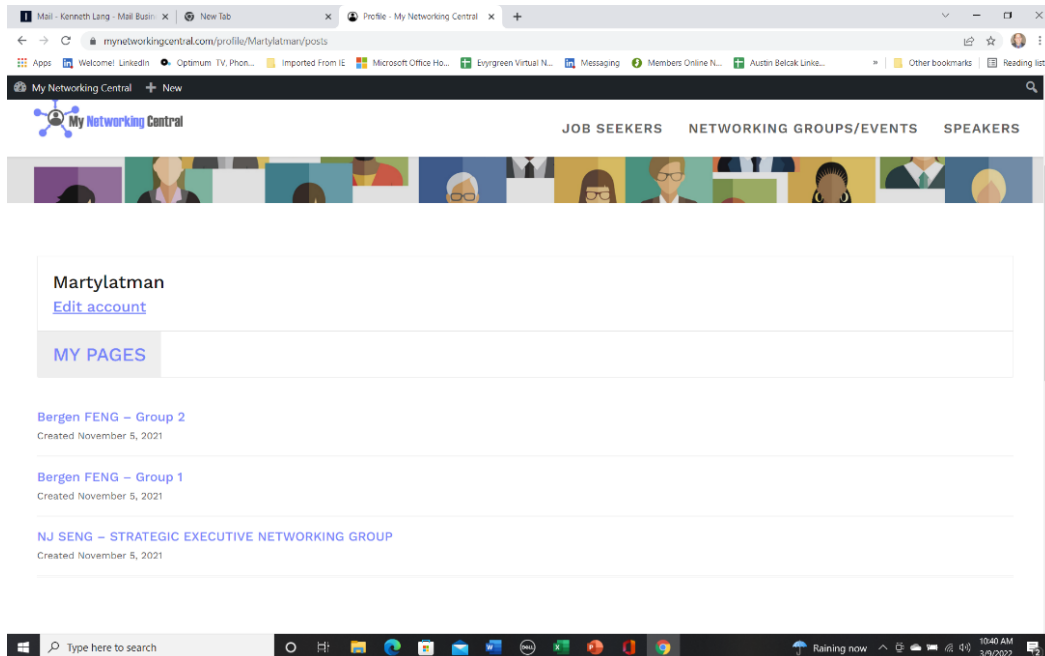 Mail - Kenneth Lang - Mail Busin
New Tab
Profile - My Networking Central
mynetworkingcentral.com/profile/Martylatman/posts
Apps Welcome! LinkedIn Optimum TV, Phon... Imported From IE Microsoft Office Ho... Evyrgreen Virtual N... Messaging Members Online N... Austin Belcak Linke... » Other bookmarks Reading list
My Networking Central + New
My Networking Central
JOB SEEKERS NETWORKING GROUPS/EVENTS SPEAKERS
Martylatman
Edit account
MY PAGES
Bergen FENG – Group 2
Created November 5, 2021
Bergen FENG – Group 1
Created November 5, 2021
NJ SENG – STRATEGIC EXECUTIVE NETWORKING GROUP
Created November 5, 2021
Type here to search
DELL
Raining now
10:40 AM
3/9/2022
2